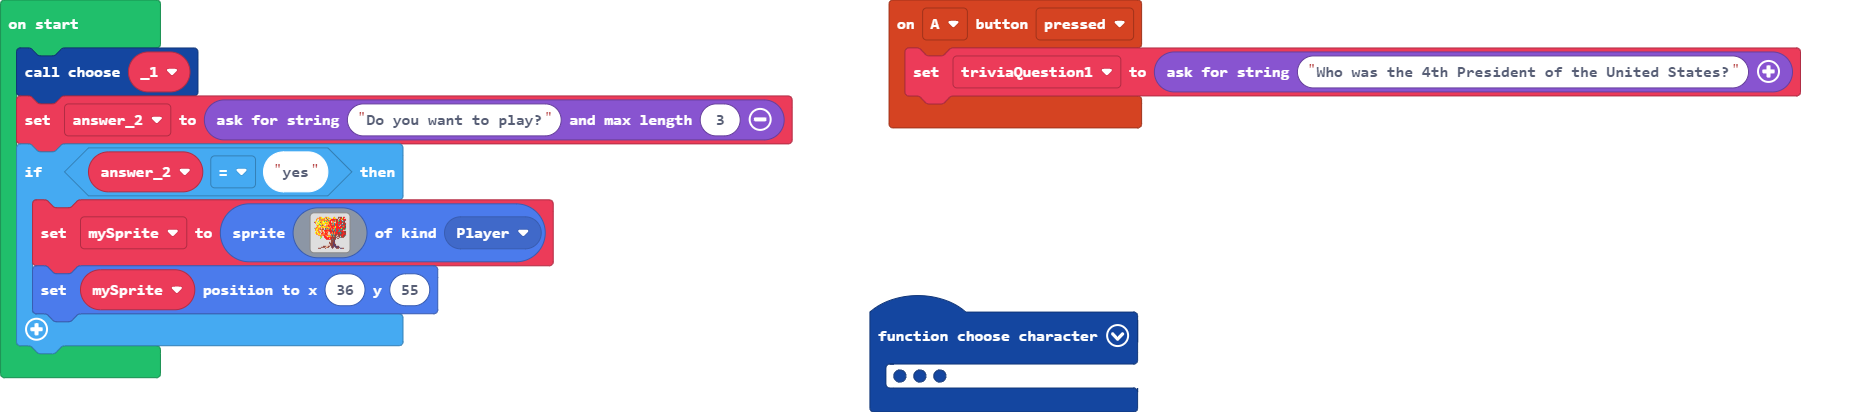 on start
call choose _1
set answer_2 to ask for string "Do you want to play?" and max length 3
if answer_2 = "yes" then
set mySprite to sprite of kind Player
set mySprite position to x 36 y 55
on A button pressed
set triviaQuestion1 to ask for string "Who was the 4th President of the United States?"
function choose character